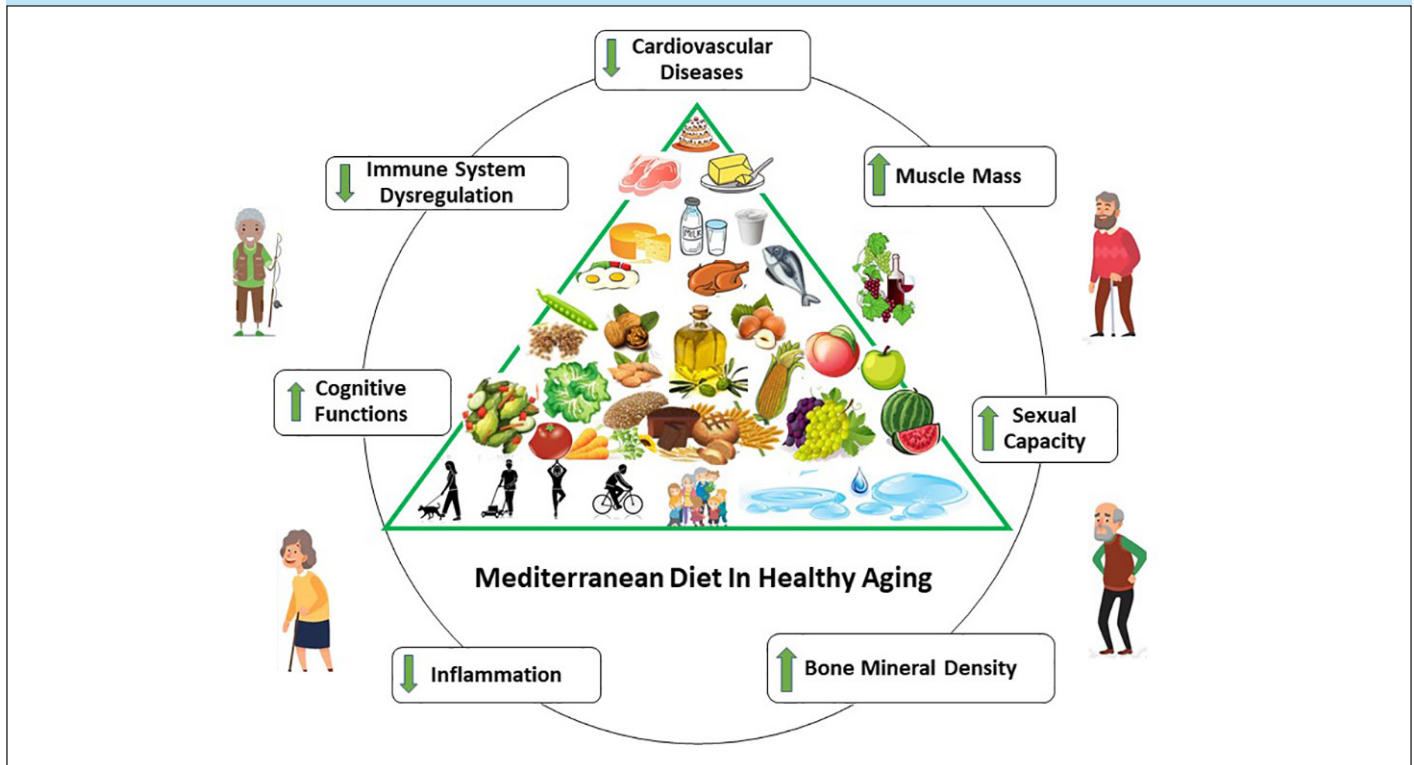 Cardiovascular
Diseases
Immune System
Dysregulation
Muscle Mass
MILK
Cognitive
Functions
Sexual
Capacity
Mediterranean Diet In Healthy Aging
Inflammation
Bone Mineral Density